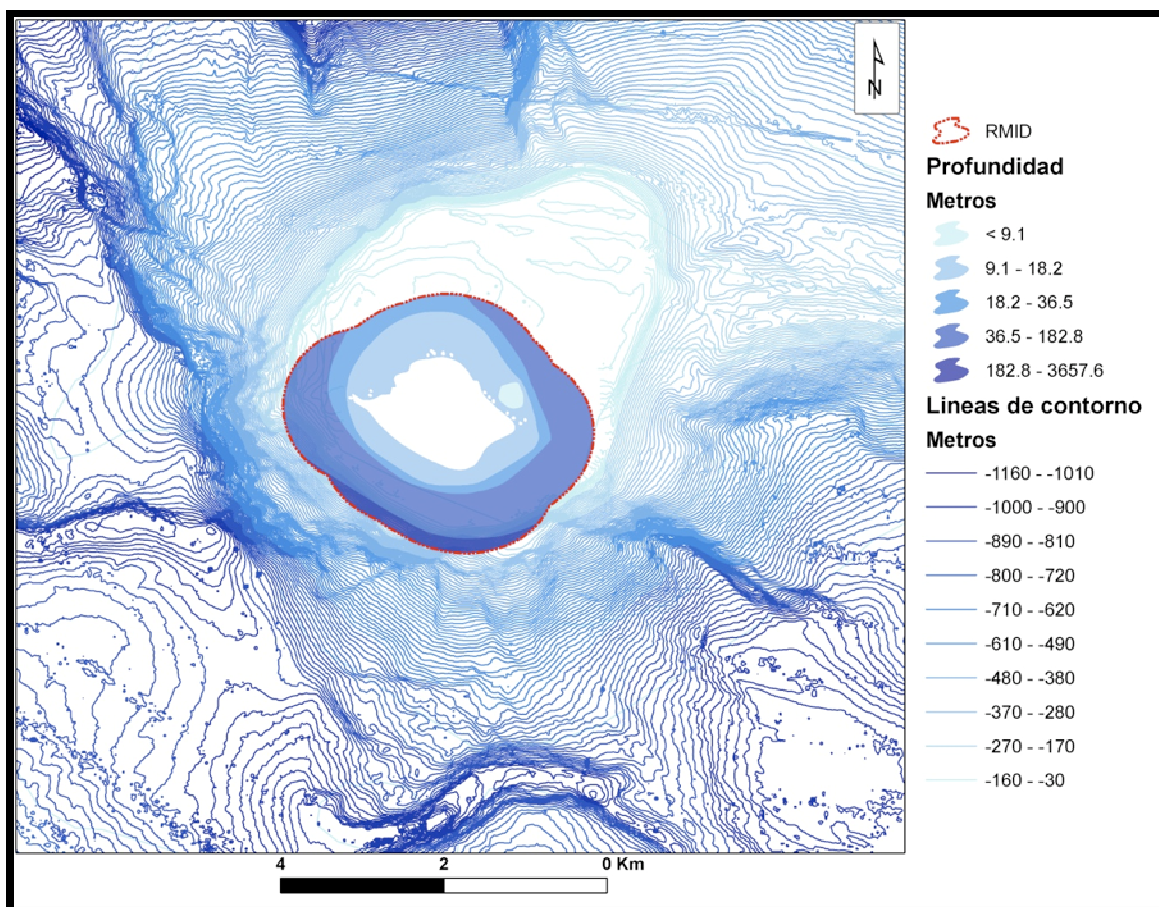 N
RMID
Profundidad
Metros
< 9.1
9.1 - 18.2
18.2 - 36.5
36.5 - 182.8
182.8 - 3657.6
Lineas de contorno
Metros
-1160 - -1010
-1000 - -900
-890 - -810
-800 - -720
-710 - -620
-610 - -490
-480 - -380
-370 - -280
-270 - -170
-160 - -30
4 2 0 Km